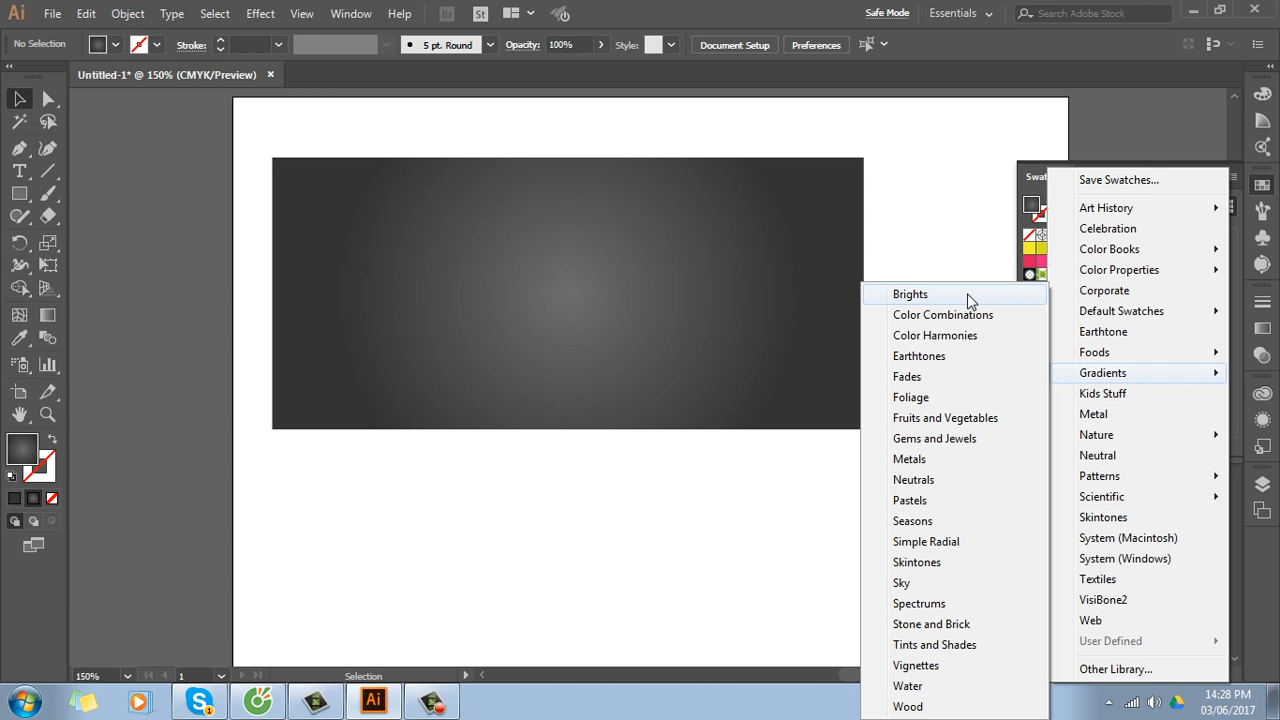 Ai File Edit Object Type Select Effect View Window Help Br St Safe Mode Essentials Search Adobe Stock
No Selection Stroke: 5 pt. Round Opacity: 100% Style: Document Setup Preferences
Untitled-1* @ 150% (CMYK/Preview)
Swat
Save Swatches...
Art History
Celebration
Color Books
Color Properties
Corporate
Default Swatches
Earthtone
Foods
Gradients
Kids Stuff
Metal
Nature
Neutral
Patterns
Scientific
Skintones
System (Macintosh)
System (Windows)
Textiles
VisiBone2
Web
User Defined
Other Library...
Brights
Color Combinations
Color Harmonies
Earthtones
Fades
Foliage
Fruits and Vegetables
Gems and Jewels
Metals
Neutrals
Pastels
Seasons
Simple Radial
Skintones
Sky
Spectrums
Stone and Brick
Tints and Shades
Vignettes
Water
Wood
150% 1 Selection
Ai
14:28 PM
03/06/2017